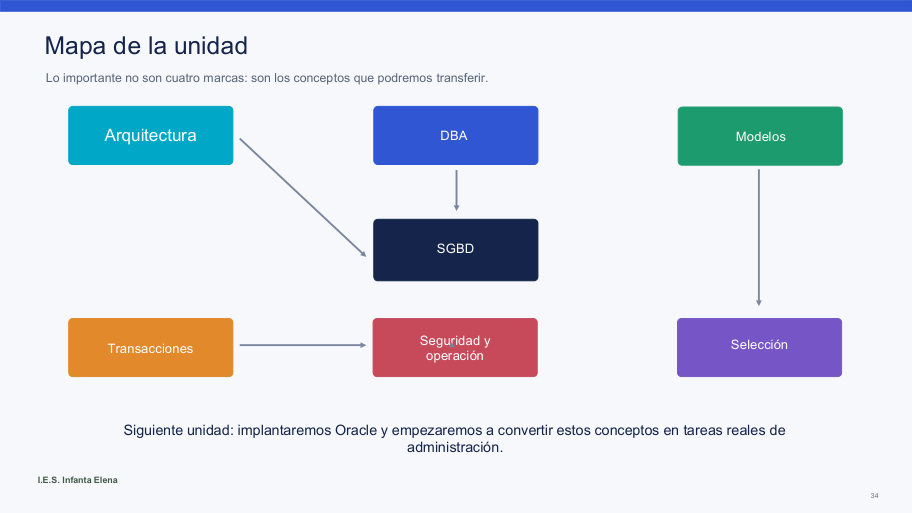 Mapa de la unidad
Lo importante no son cuatro marcas: son los conceptos que podremos transferir.
Arquitectura
DBA
Modelos
SGBD
Transacciones
Seguridad y
operación
Selección
Siguiente unidad: implantaremos Oracle y empezaremos a convertir estos conceptos en tareas reales de
administración.
I.E.S. Infanta Elena
34